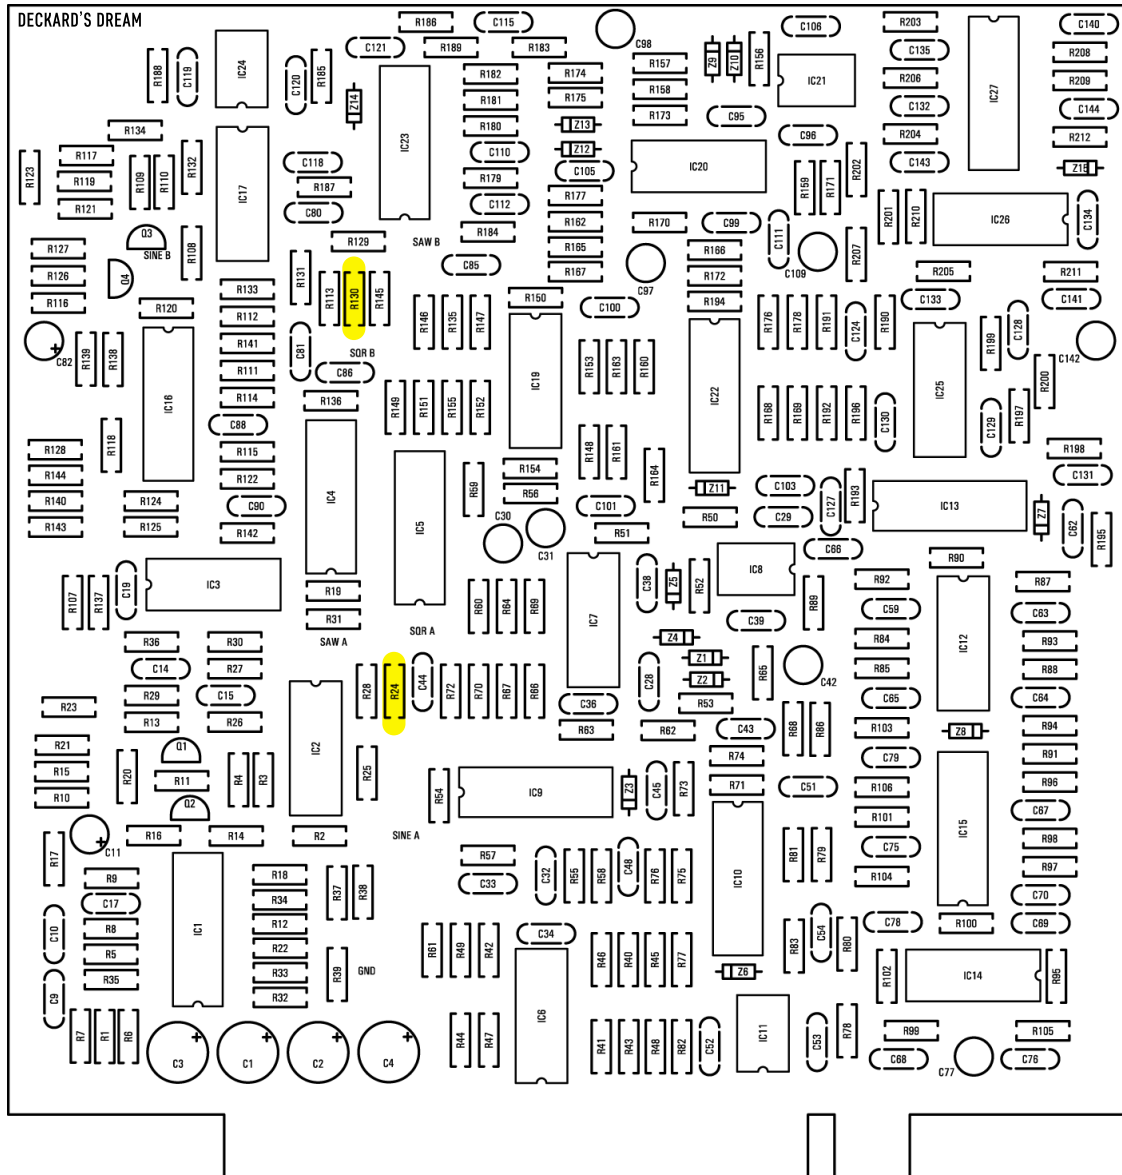 DECKARD'S DREAM
R186
C115
C98
C106
R203
C140
C121
R189
R183
Z9
Z10
R156
C135
R208
R188
C119
IC24
C120
R185
R182
R174
R157
IC21
R206
IC27
R209
Z14
IC23
R181
R175
R158
C132
C144
R134
R180
Z13
R173
C95
C96
R204
R212
R117
R132
IC17
C118
C110
Z12
IC20
R202
C143
Z15
R123
R119
R109
R110
R187
R179
C105
R159
R171
R121
C80
C112
R177
R162
R170
C99
C111
R201
R210
IC26
C134
Q3
SINE B
R108
R129
SAW B
R184
R165
R166
C109
R207
R127
R126
R116
Q4
R131
C85
R167
C97
R172
R205
R211
R133
R113
R130
R145
R150
R194
C133
C141
R120
R112
R146
R135
R147
C100
R176
R178
R191
C124
R190
C82
R139
R138
IC16
R141
C81
SQR B
IC19
R153
R163
R160
IC22
IC25
R199
C128
C142
R111
C86
R200
R114
R136
R149
R151
R155
R152
R168
R169
R192
R196
C130
C129
R197
R118
C88
IC4
R148
R161
R128
R115
IC5
R59
R154
R164
R198
R144
R122
R56
Z11
C103
C127
R193
IC13
C131
R140
R124
C90
C101
R50
C29
Z7
C62
R195
R143
R125
R142
C30
C31
R51
C66
IC3
C19
R107
R137
R19
R31
SAW A
SQR A
R60
R64
R69
IC7
C38
Z5
R52
IC8
R89
R90
R92
IC12
R87
C59
C63
C39
R36
R30
Z4
R84
R93
C14
R27
R28
R24
C44
R72
R70
R67
R66
C28
Z1
Z2
R65
C42
R85
R88
R29
C15
C36
R53
C65
C64
R23
R13
R26
IC2
R63
R62
C43
R68
R86
R103
Z8
R94
R21
Q1
R74
C79
R91
R15
R20
R11
R4
R3
R25
R54
IC9
Z3
C45
R73
R71
C51
R106
IC15
R96
R10
Q2
R101
C67
C11
R16
R14
R2
SINE A
IC10
R98
R17
R57
C32
R55
R58
C48
R76
R75
R81
R79
C75
R97
R9
IC1
R18
R37
R38
C33
R104
C17
R34
C70
C10
R8
R12
R61
R49
R42
C34
C78
R100
C69
R5
R22
R39
GND
R46
R40
R45
R77
R83
C54
R80
C9
R35
R33
R32
IC6
Z6
R102
IC14
R95
R7
R1
R6
C3
C1
C2
C4
R44
R47
R41
R43
R48
R82
C52
IC11
C53
R78
R99
C68
C77
R105
C76